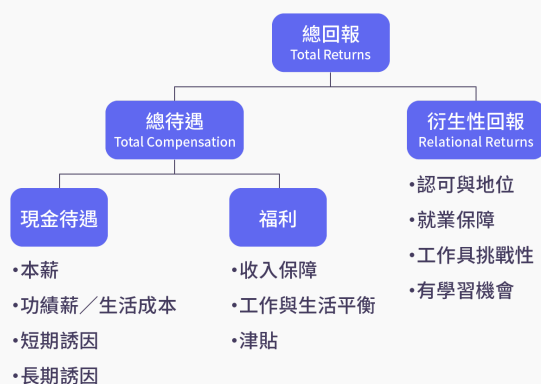 總回報
Total Returns
總待遇
Total Compensation
衍生性回報
Relational Returns
•認可與地位
•就業保障
•工作具挑戰性
•有學習機會
現金待遇
•本薪
•功績薪／生活成本
•短期誘因
•長期誘因
福利
•收入保障
•工作與生活平衡
•津貼